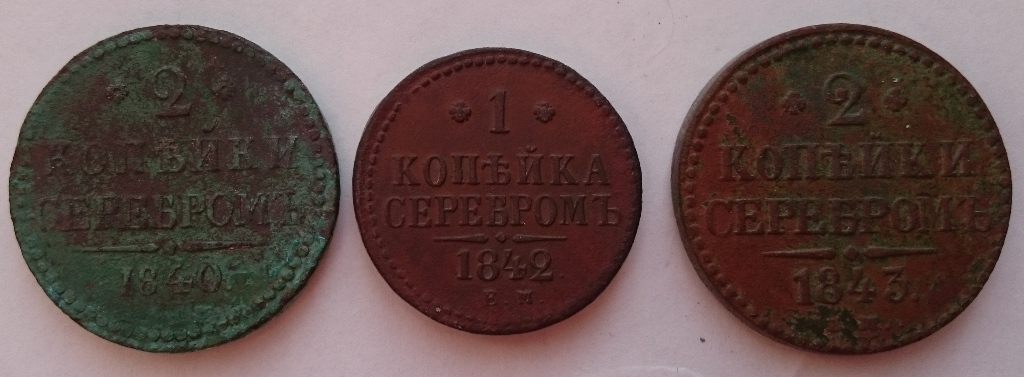 2
КОПѢЙКИ
СЕРЕБРОМЪ
1840.
1
КОПѢЙКА
СЕРЕБРОМЪ
1842.
Е.М.
2
КОПѢЙКИ
СЕРЕБРОМЪ
1843.